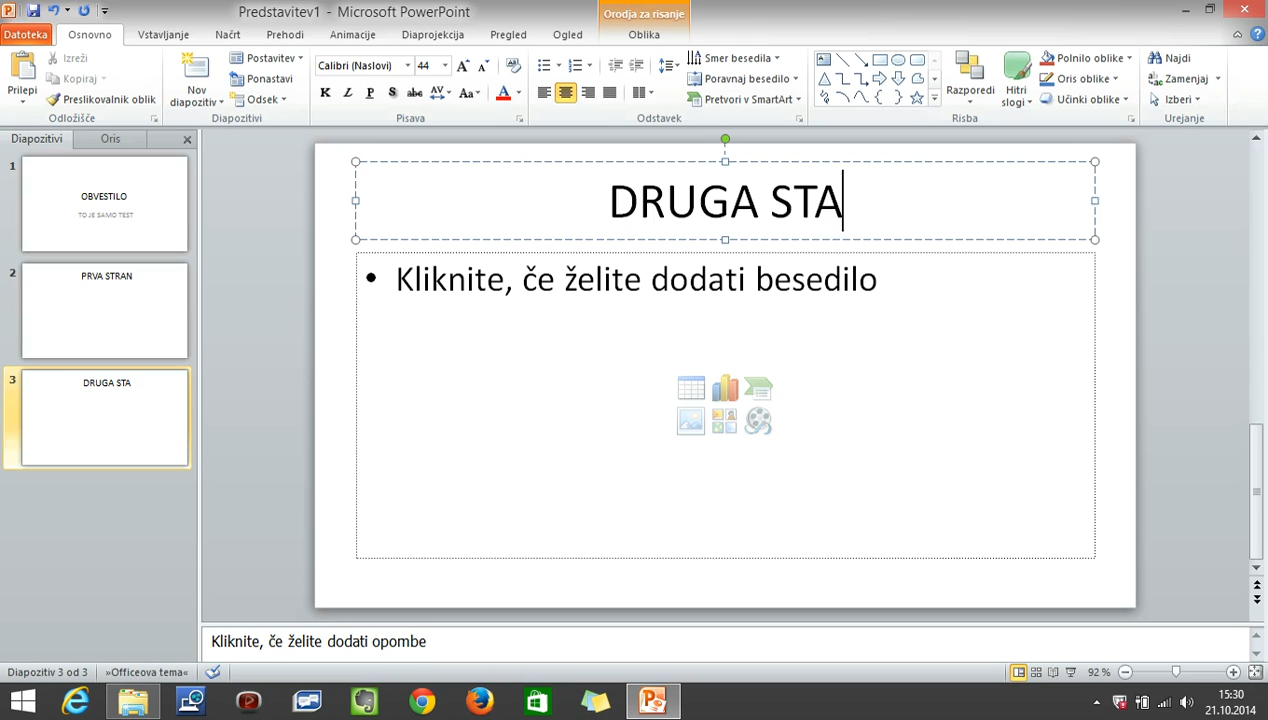 Predstavitev1 - Microsoft PowerPoint
Orodja za risanje
Datoteka Osnovno Vstavljanje Načrt Prehodi Animacije Diaprojekcija Pregled Ogled Oblika
Prilepi
Izreži
Kopiraj
Preslikovalnik oblik
Odložišče
Nov diapozitiv
Postavitev
Ponastavi
Odsek
Diapozitivi
Calibri (Naslovi) 44
K L P S abc AV Aa A
Pisava
Smer besedila
Poravnaj besedilo
Pretvori v SmartArt
Odstavek
Razporedi
Hitri slogi
Polnilo oblike
Oris oblike
Učinki oblike
Risba
Najdi
Zamenjaj
Izberi
Urejanje
Diapozitivi Oris
1
OBVESTILO
TO JE SAMO TEST
2
PRVA STRAN
3
DRUGA STA
DRUGA STA
• Kliknite, če želite dodati besedilo
Kliknite, če želite dodati opombe
Diapozitiv 3 od 3 »Officeova tema« 92 %
15:30
21.10.2014